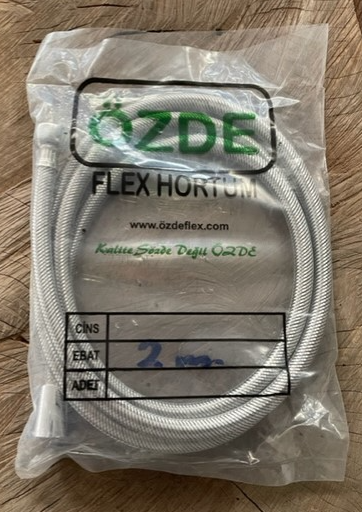 ÖZDE
FLEX HORTUM
www.özdeflex.com
Kalite Sözde Değil ÖZDE
CİNS
EBAT 2 m.
ADET